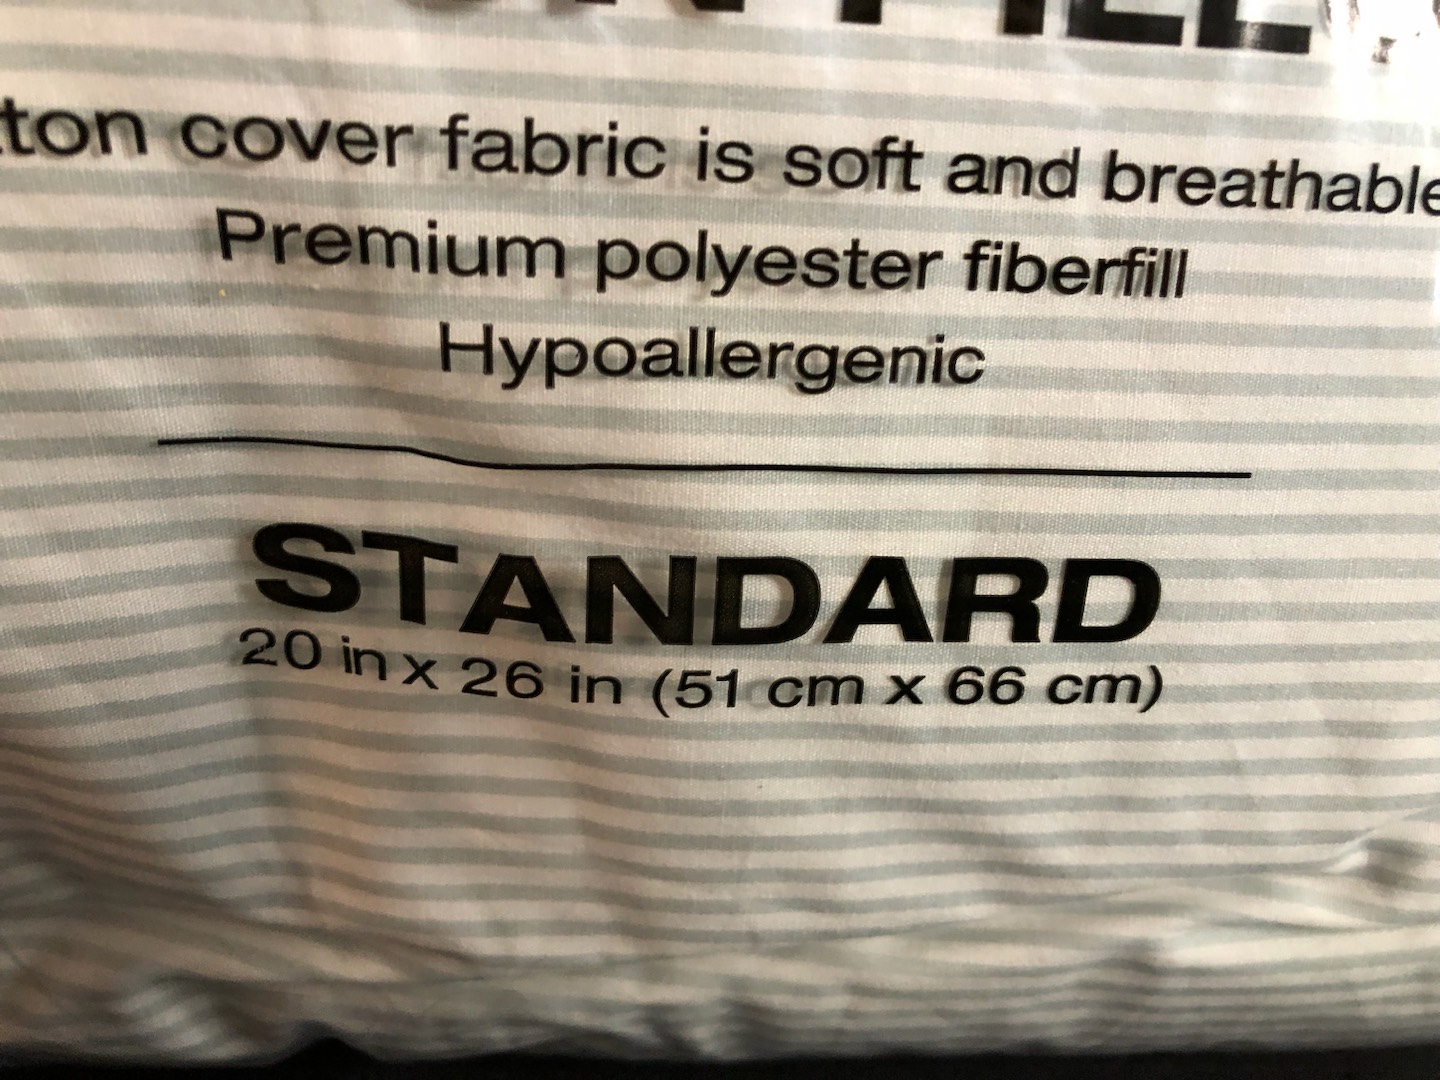 cover fabric is soft and breathable
Premium polyester fiberfill
Hypoallergenic
STANDARD
20 in x 26 in (51 cm x 66 cm)